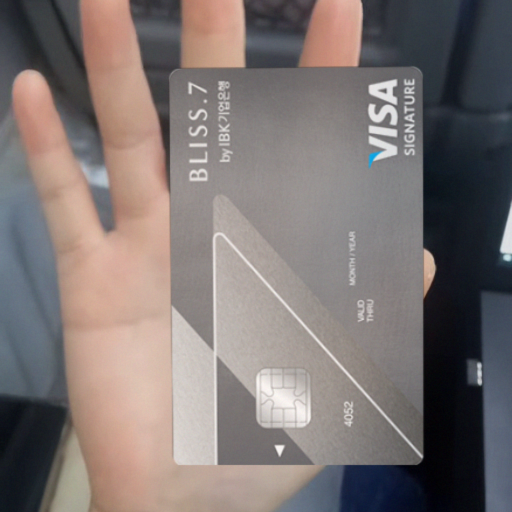 BLISS.7
by IBK기업은행
VISA
SIGNATURE
MONTH / YEAR
VALID
THRU
4052